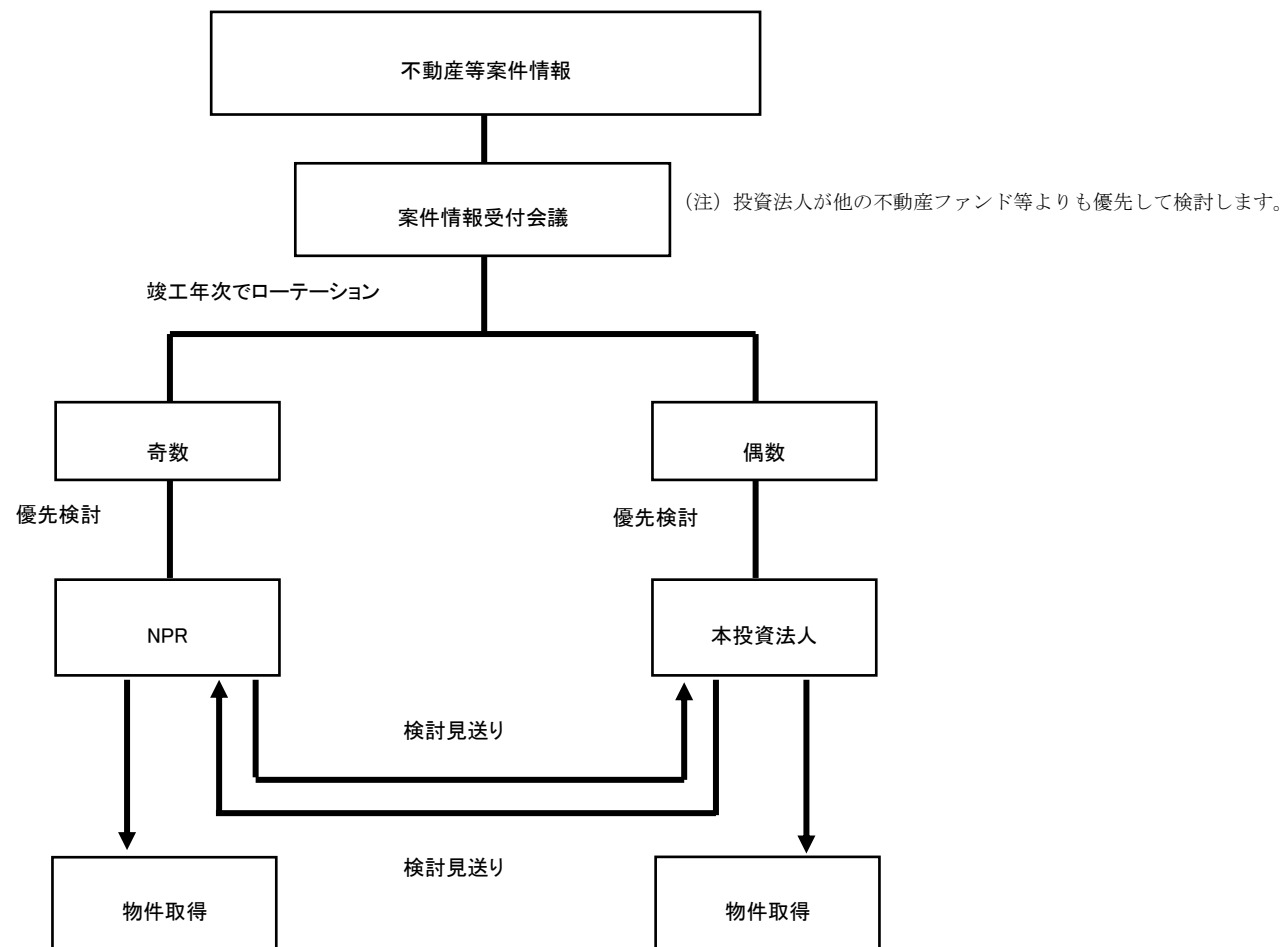 不動産等案件情報
案件情報受付会議
（注）投資法人が他の不動産ファンド等よりも優先して検討します。
竣工年次でローテーション
奇数
偶数
優先検討
優先検討
NPR
本投資法人
検討見送り
検討見送り
物件取得
物件取得